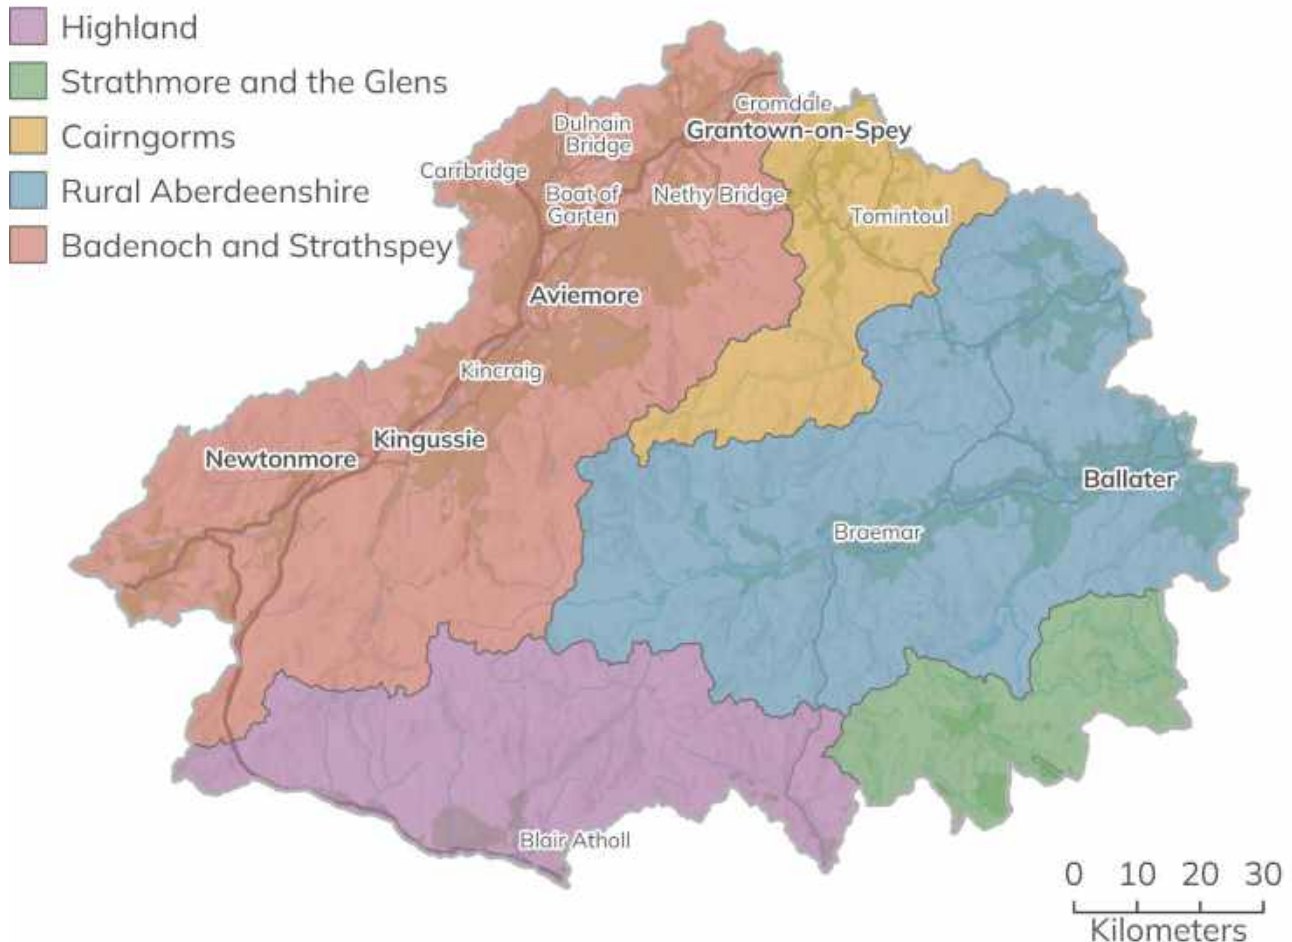 Highland
Strathmore and the Glens
Cairngorms
Rural Aberdeenshire
Badenoch and Strathspey
Cromdale
Grantown-on-Spey
Dulnain
Bridge
Carrbridge
Boat of
Garten
Nethy Bridge
Tomintoul
Aviemore
Kincraig
Kingussie
Newtonmore
Ballater
Braemar
Blair Atholl
0 10 20 30
Kilometers